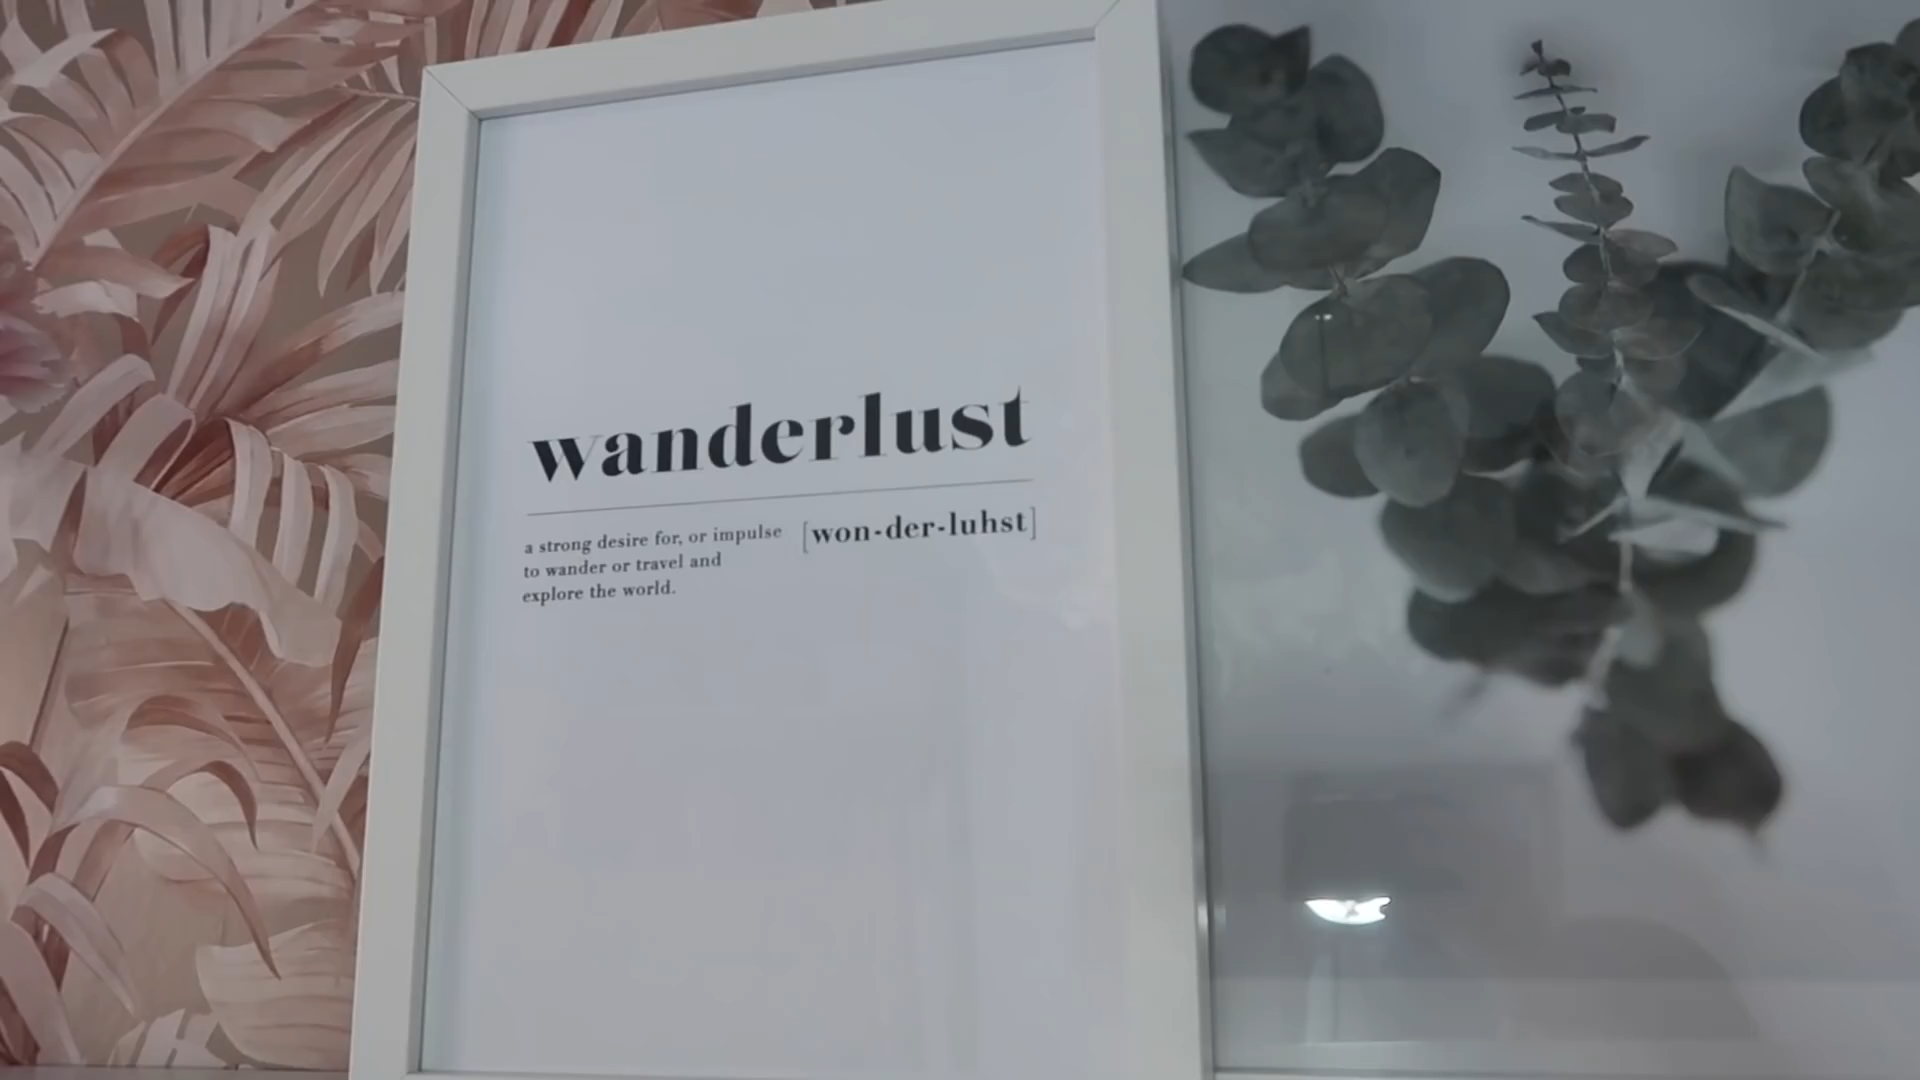 wanderlust
a strong desire for, or impulse
to wander or travel and
explore the world.
[won-der-luhst]